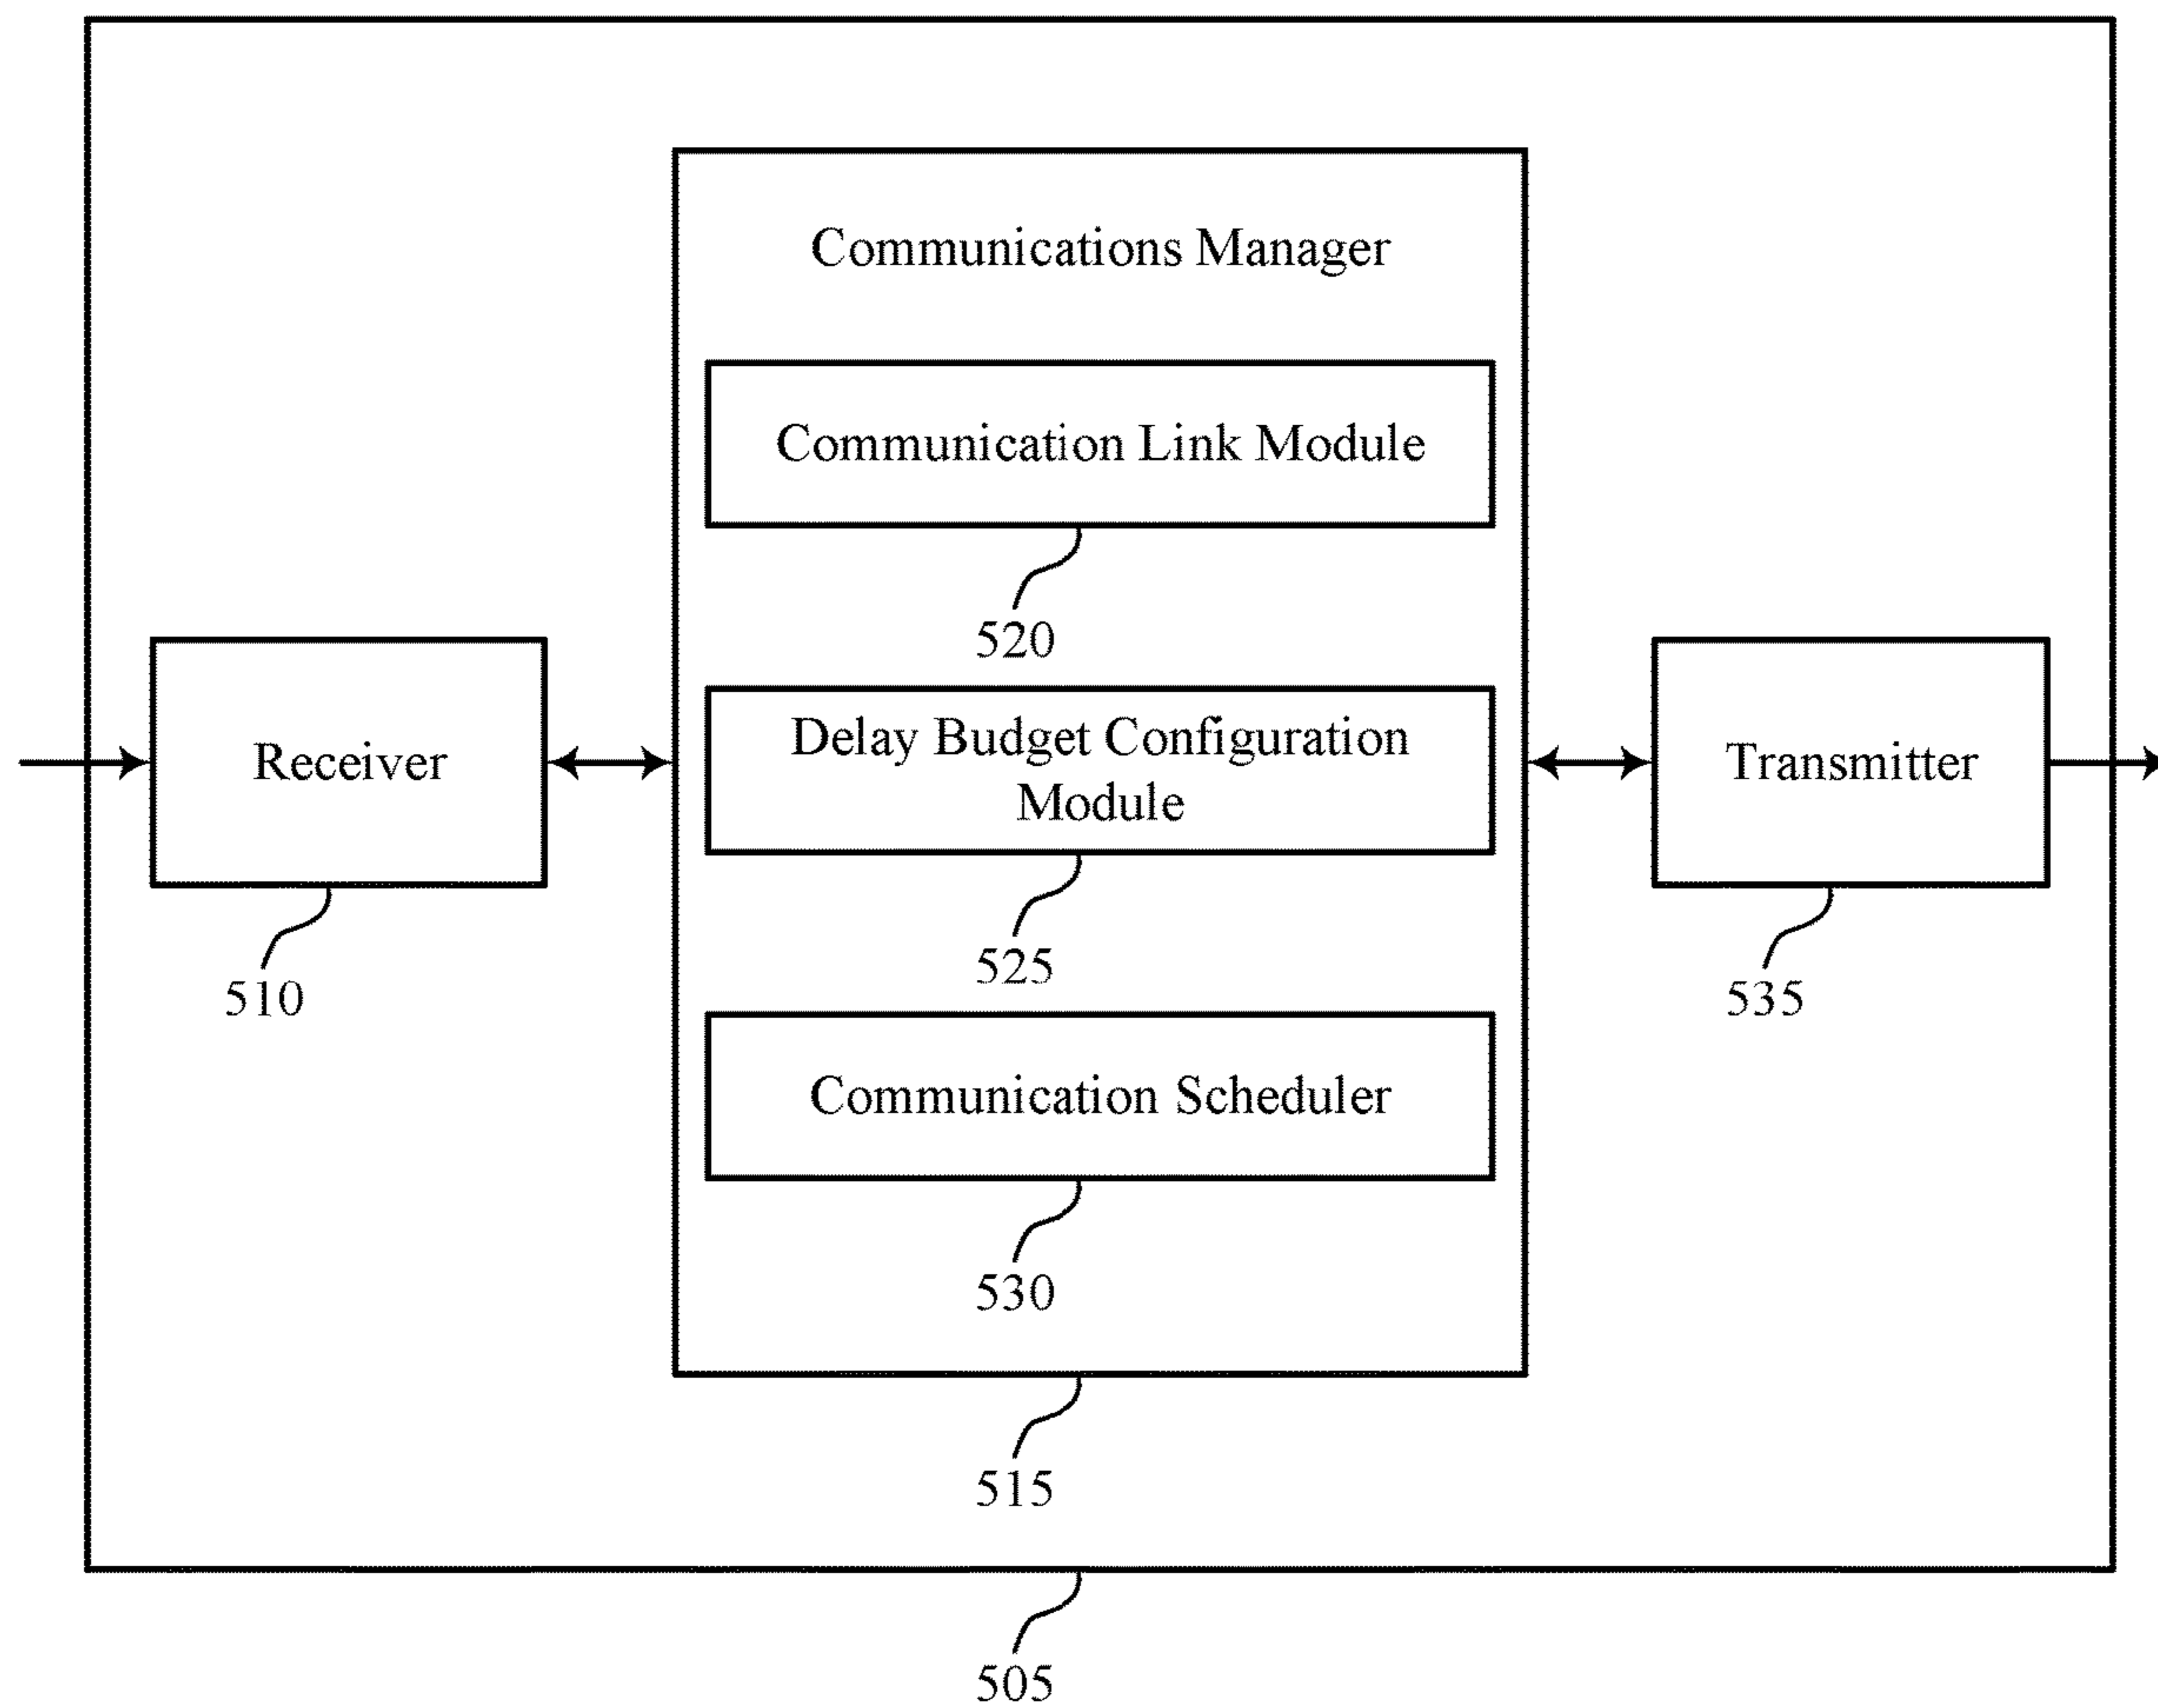 Communications Manager
Communication Link Module
520
Receiver
510
Delay Budget Configuration
Module
525
Transmitter
535
Communication Scheduler
530
515
505